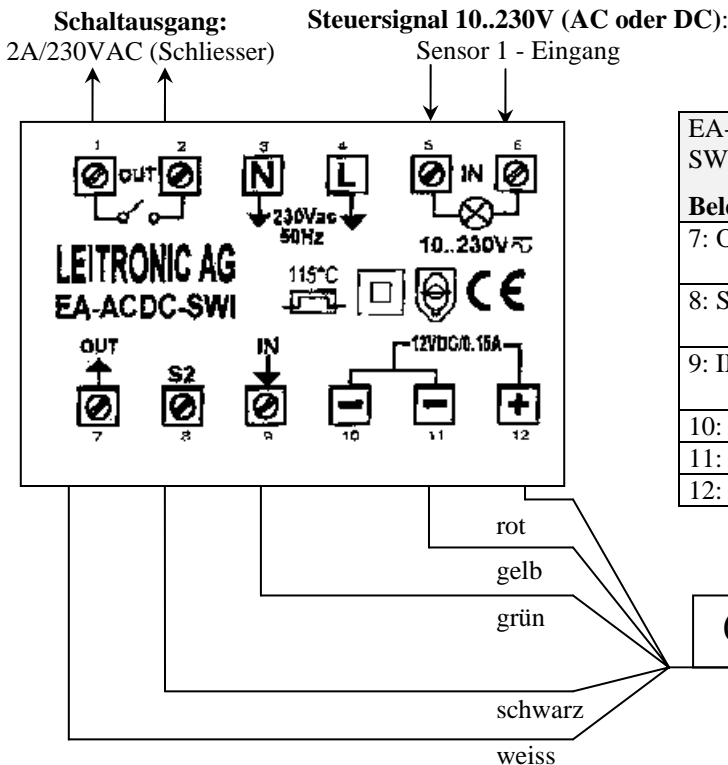 Schaltausgang:
2A/230VAC (Schliesser)
Steuersignal 10..230V (AC oder DC):
Sensor 1 - Eingang
1 2 3 4 5 6
OUT N L IN
230Vac
50Hz
10..230V
LEITRONIC AG
EA-ACDC-SWI
115°C
CE
OUT S2 IN 12VDC/0.15A
- - +
7 8 9 10 11 12
rot
gelb
grün
schwarz
weiss
EA-
SW
Bel
7:
8: S
9:
10:
11:
12: